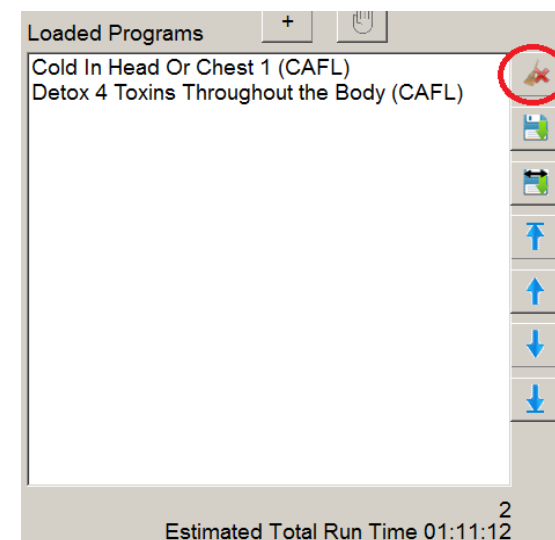 Loaded Programs
+
Cold In Head Or Chest 1 (CAFL)
Detox 4 Toxins Throughout the Body (CAFL)
2
Estimated Total Run Time 01:11:12